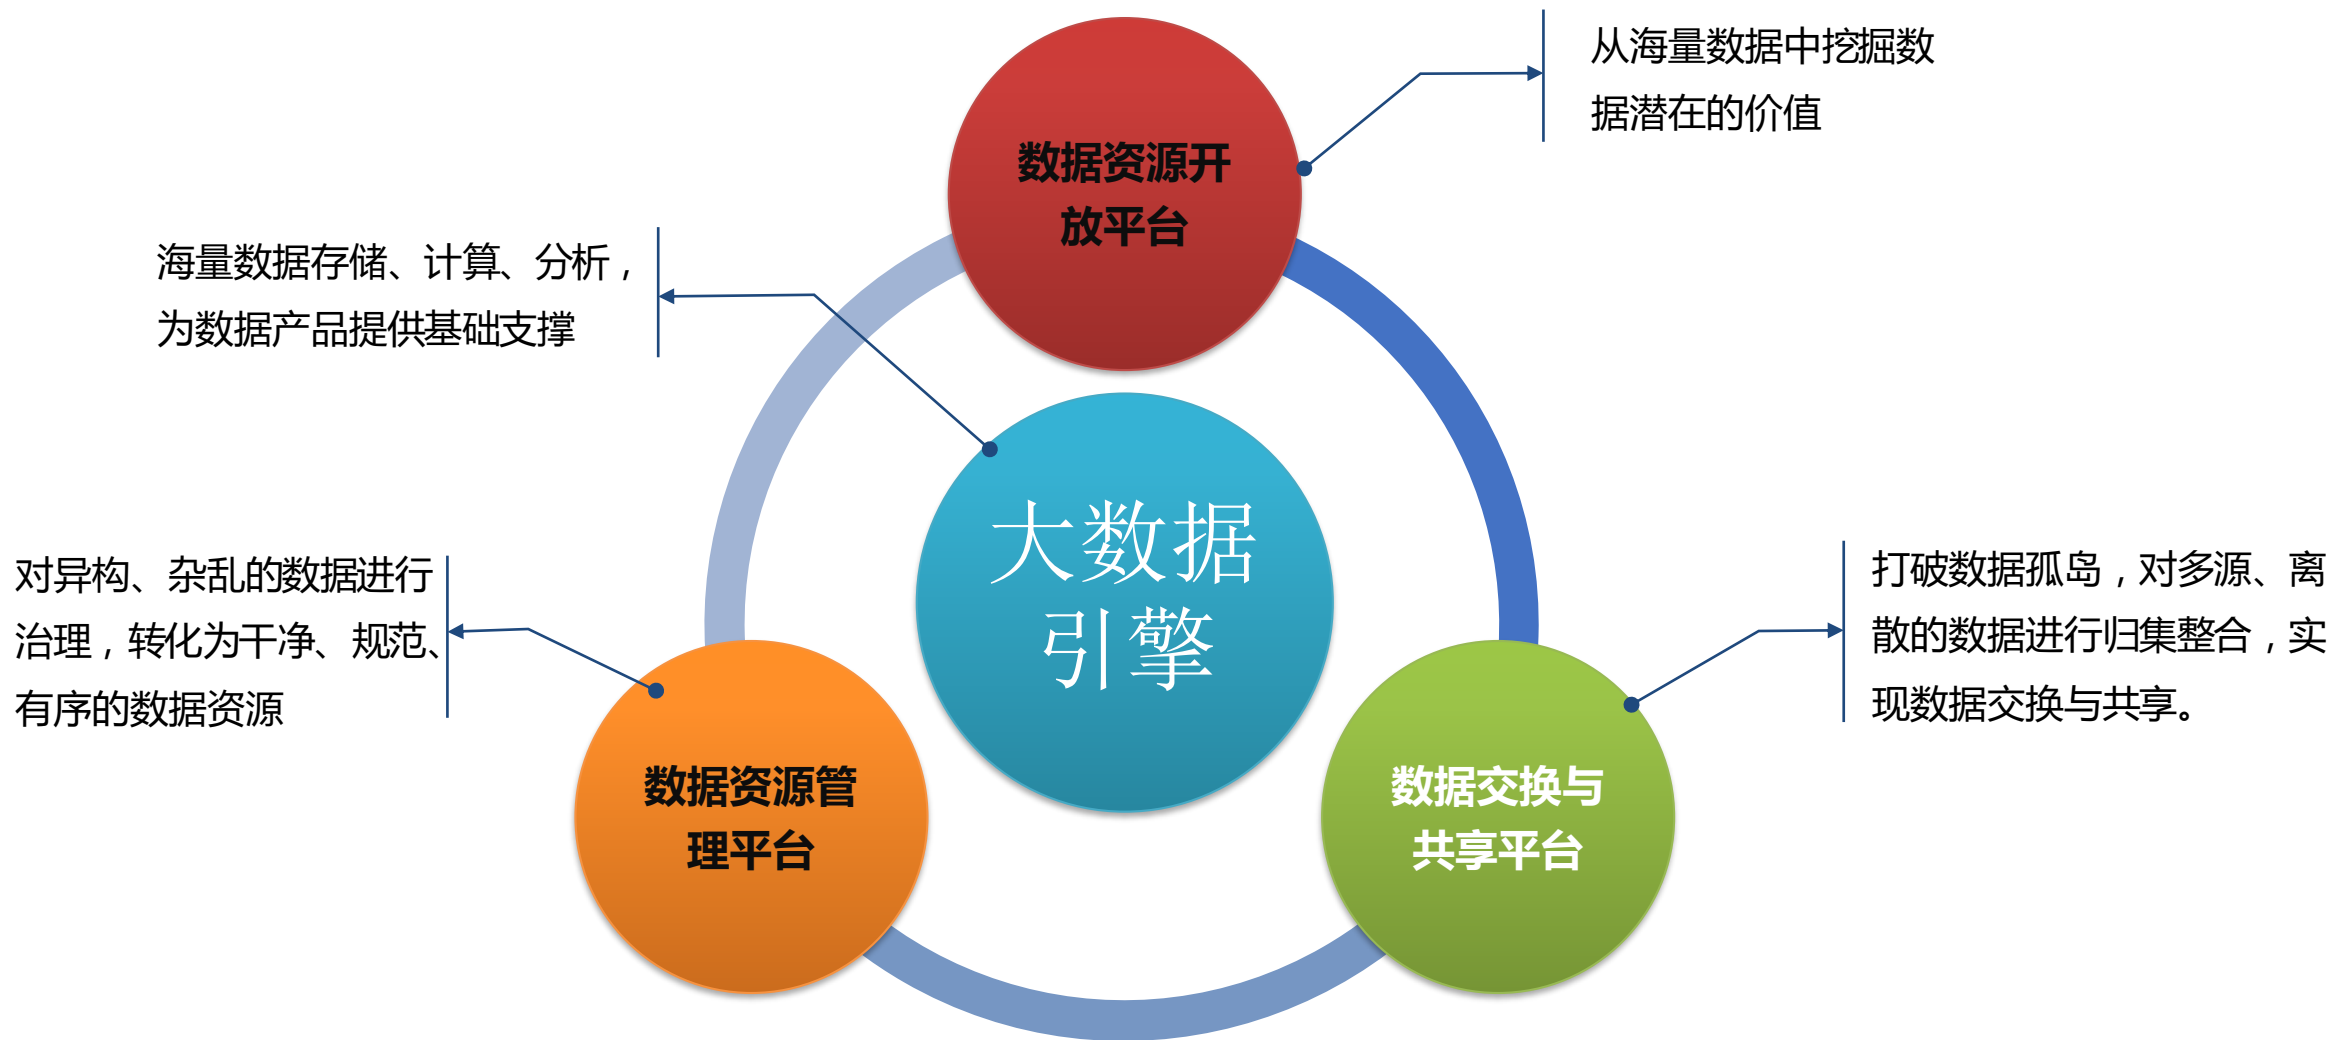 从海量数据中挖掘数
据潜在的价值
数据资源开
放平台
海量数据存储、计算、分析，
为数据产品提供基础支撑
大数据
引擎
对异构、杂乱的数据进行
治理，转化为干净、规范、
有序的数据资源
打破数据孤岛，对多源、离
散的数据进行归集整合，实
现数据交换与共享。
数据资源管
理平台
数据交换与
共享平台